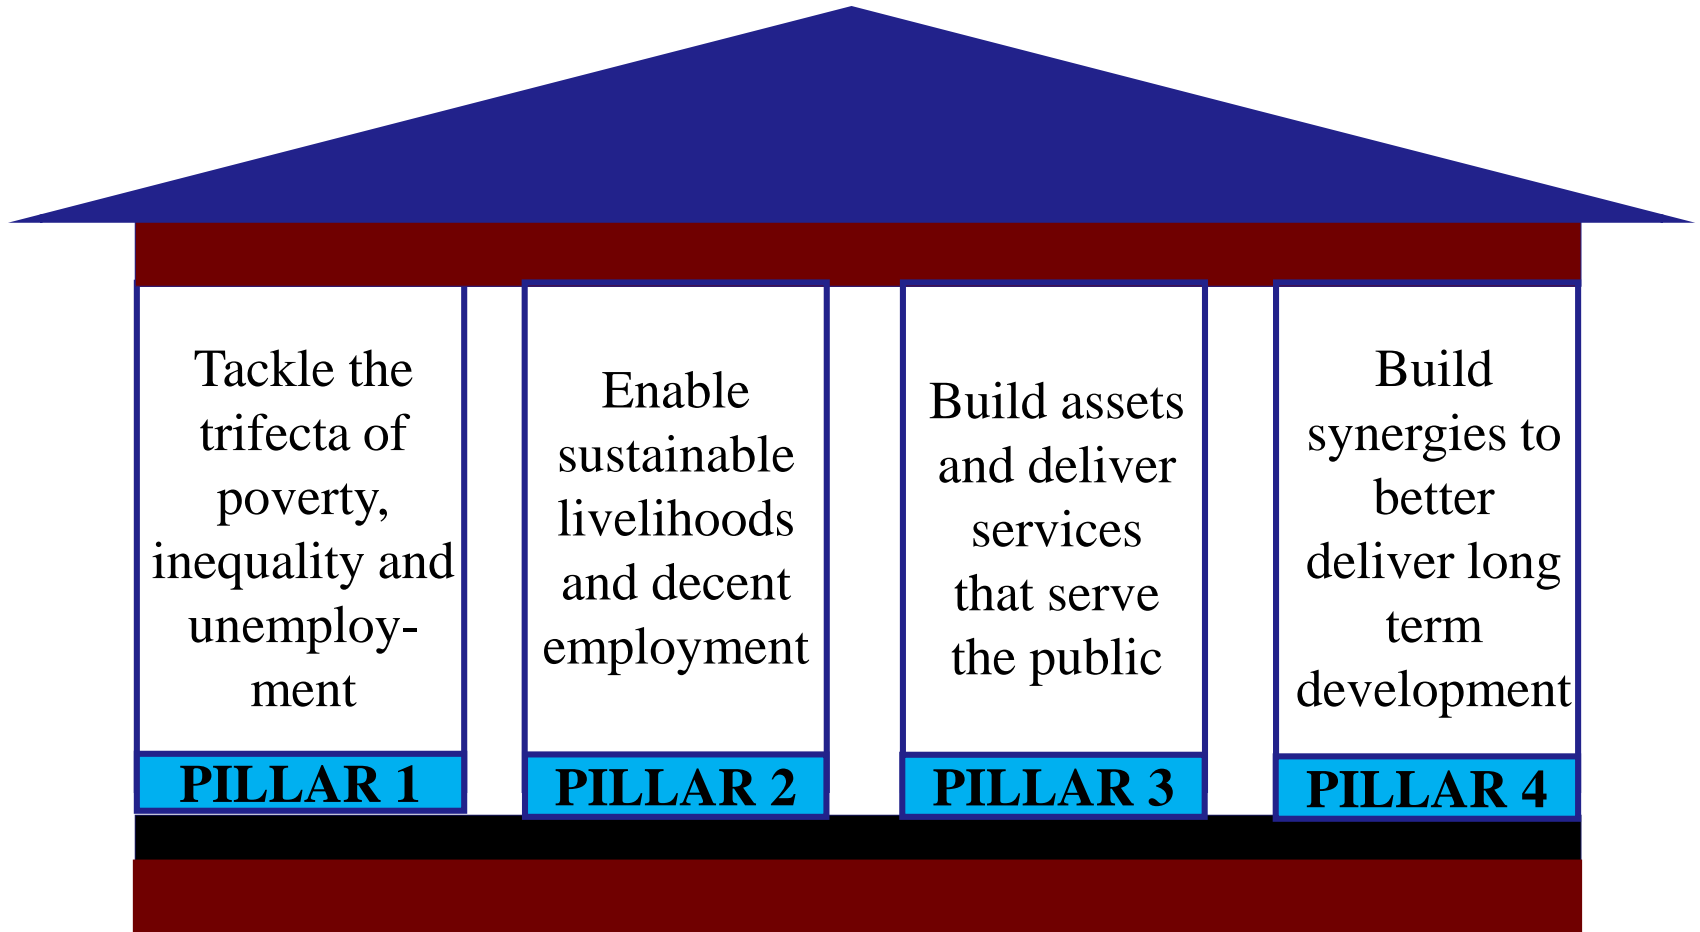 Tackle the
trifecta of
poverty,
inequality and
unemploy-
ment
PILLAR 1
Enable
sustainable
livelihoods
and decent
employment
PILLAR 2
Build assets
and deliver
services
that serve
the public
PILLAR 3
Build
synergies to
better
deliver long
term
development
PILLAR 4